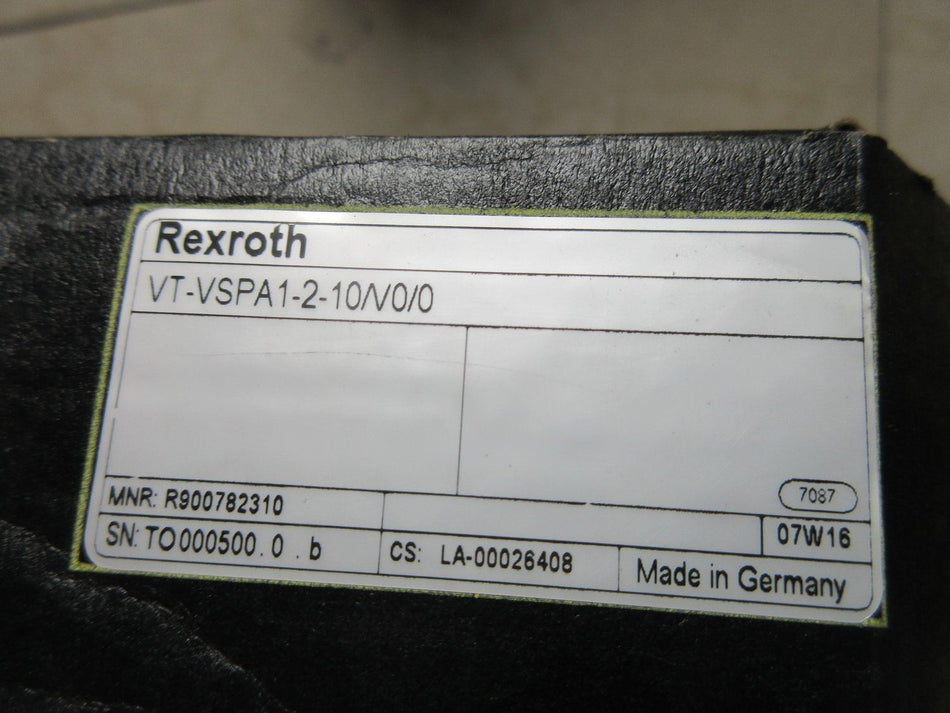 Rexroth
VT-VSPA1-2-10/V0/0
7087
MNR: R900782310
07W16
SN: TO000500.0 .b
CS: LA-00026408
Made in Germany